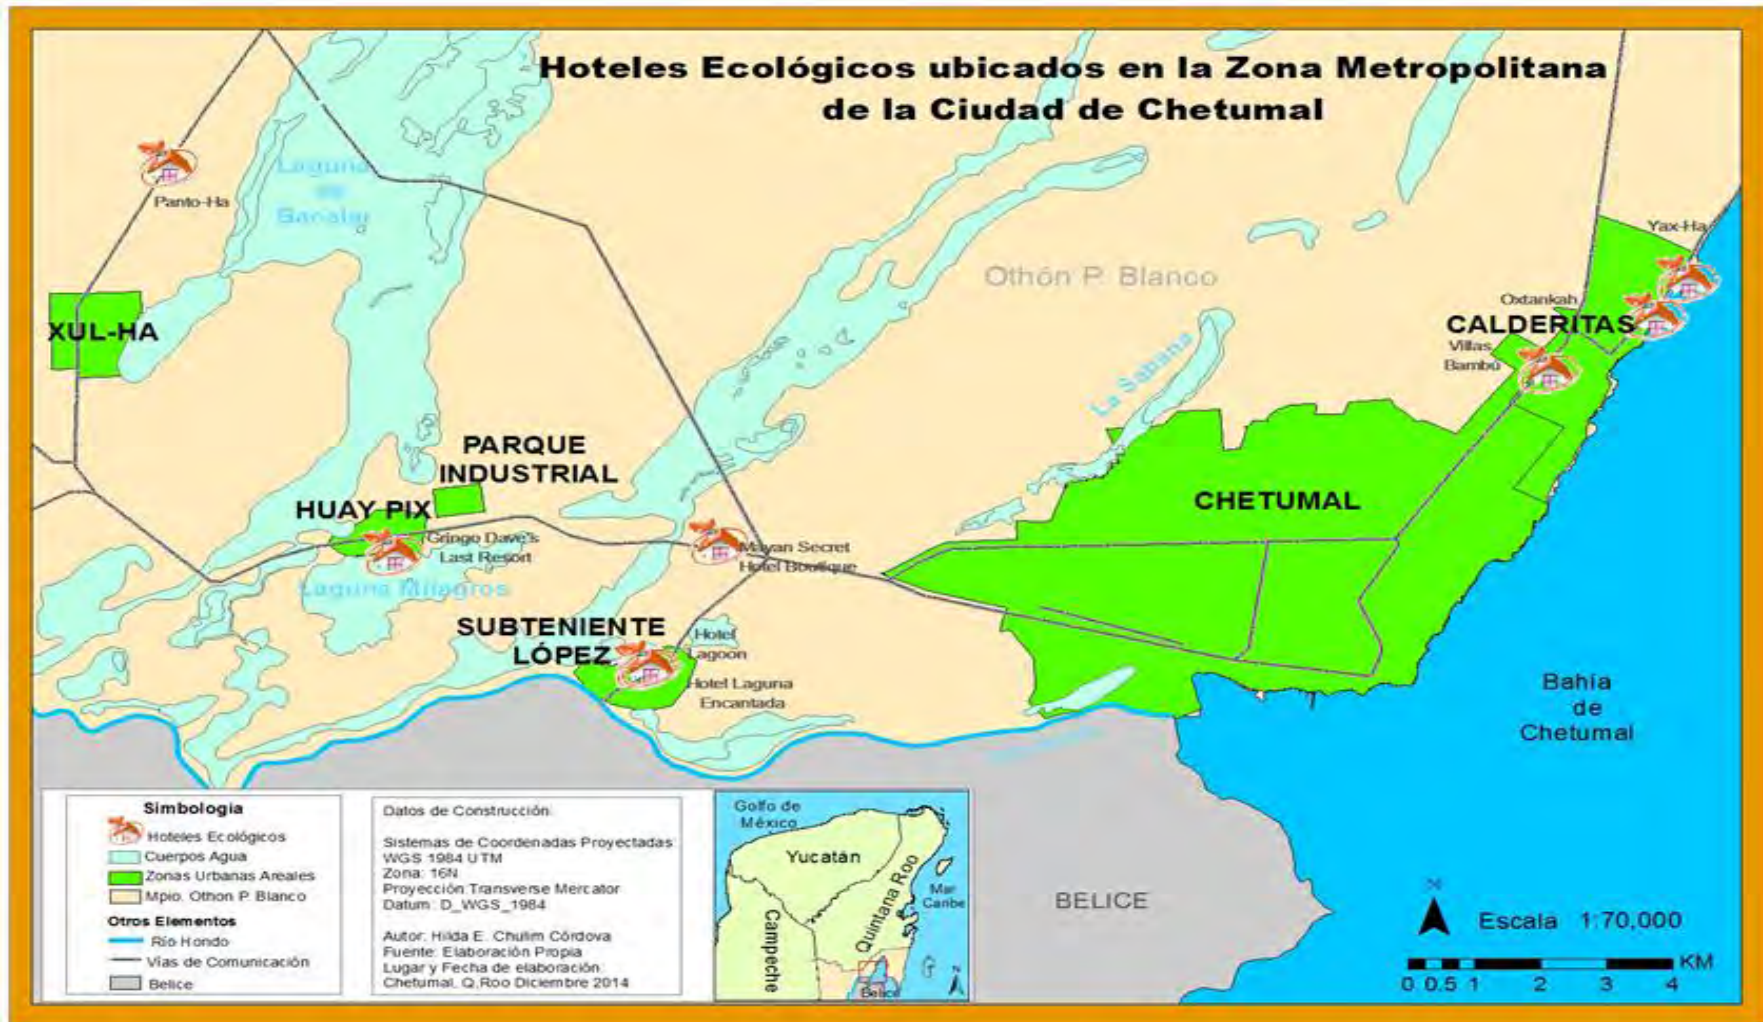 Hoteles Ecológicos ubicados en la Zona Metropolitana
de la Ciudad de Chetumal
Laguna
de
Bacalar
Panto-Ha
Othón P. Blanco
Yax-Ha
Oxtankah
XUL-HA
CALDERITAS
Villas
Bambú
La Sabana
PARQUE
INDUSTRIAL
HUAY PIX
CHETUMAL
Gringo Dave's
Last Resort
Mayan Secret
Hotel Boutique
Laguna Milagros
SUBTENIENTE
LÓPEZ
Hotel
Lagoon
Hotel Laguna
Encantada
Bahía
de
Chetumal
BELICE
Simbologia
Hoteles Ecológicos
Cuerpos Agua
Zonas Urbanas Areales
Mpio. Othon P. Blanco
Otros Elementos
Río Hondo
Vías de Comunicación
Belice
Datos de Construcción:
Sistemas de Coordenadas Proyectadas:
WGS 1984 UTM
Zona: 16N
Proyección Transverse Mercator
Datum: D_WGS_1984
Autor: Hilda E. Chulim Córdova
Fuente: Elaboración Propia
Lugar y Fecha de elaboración:
Chetumal, Q.Roo Diciembre 2014
Golfo de
México
Yucatán
Quintana Roo
Mar
Caribe
Campeche
Belice
N
N
Escala 1:70,000
KM
0 0.5 1 2 3 4